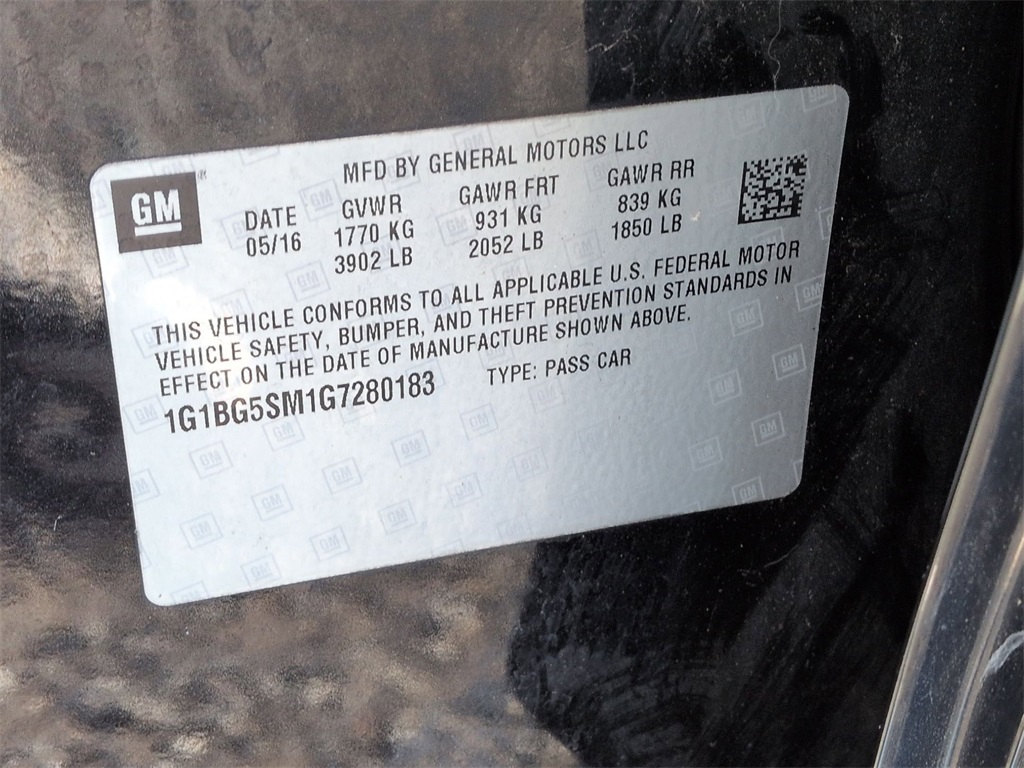 GM
MFD BY GENERAL MOTORS LLC
DATE
05/16
GVWR
1770 KG
3902 LB
GAWR FRT
931 KG
2052 LB
GAWR RR
839 KG
1850 LB
THIS VEHICLE CONFORMS TO ALL APPLICABLE U.S. FEDERAL MOTOR
VEHICLE SAFETY, BUMPER, AND THEFT PREVENTION STANDARDS IN
EFFECT ON THE DATE OF MANUFACTURE SHOWN ABOVE.
1G1BG5SM1G7280183
TYPE: PASS CAR